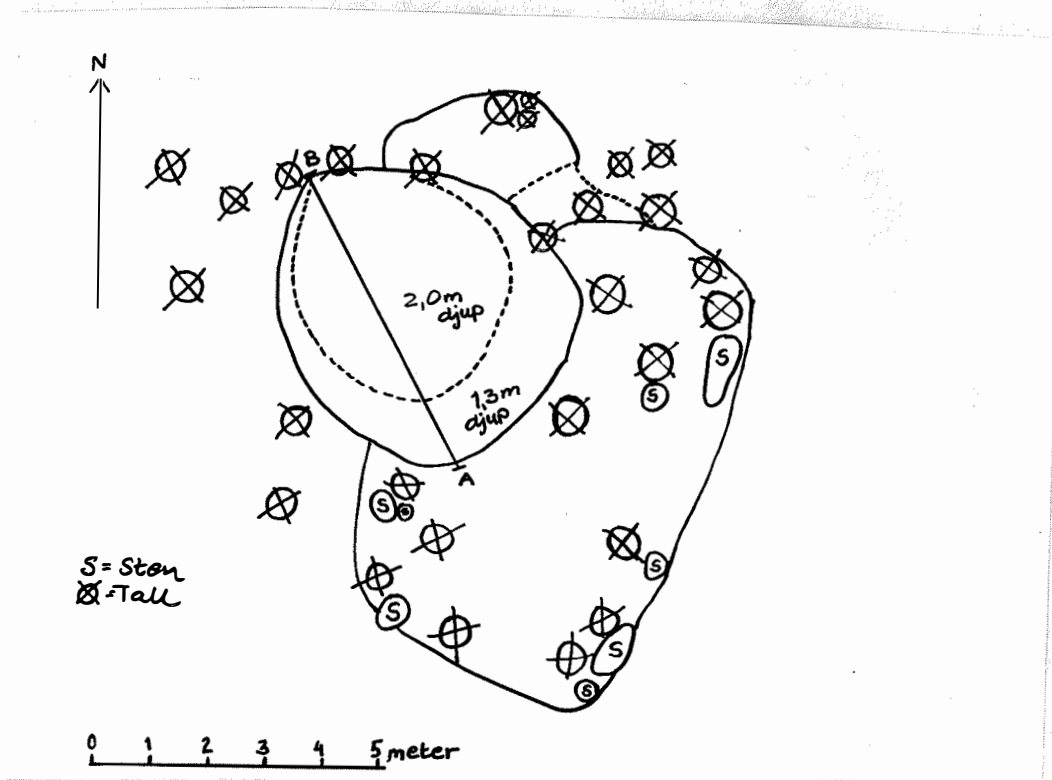 N
B
2,0m
djup
1,3m
djup
S
S
A
S
S
S
S
S
S = Sten
= Tall
0 1 2 3 4 5 meter